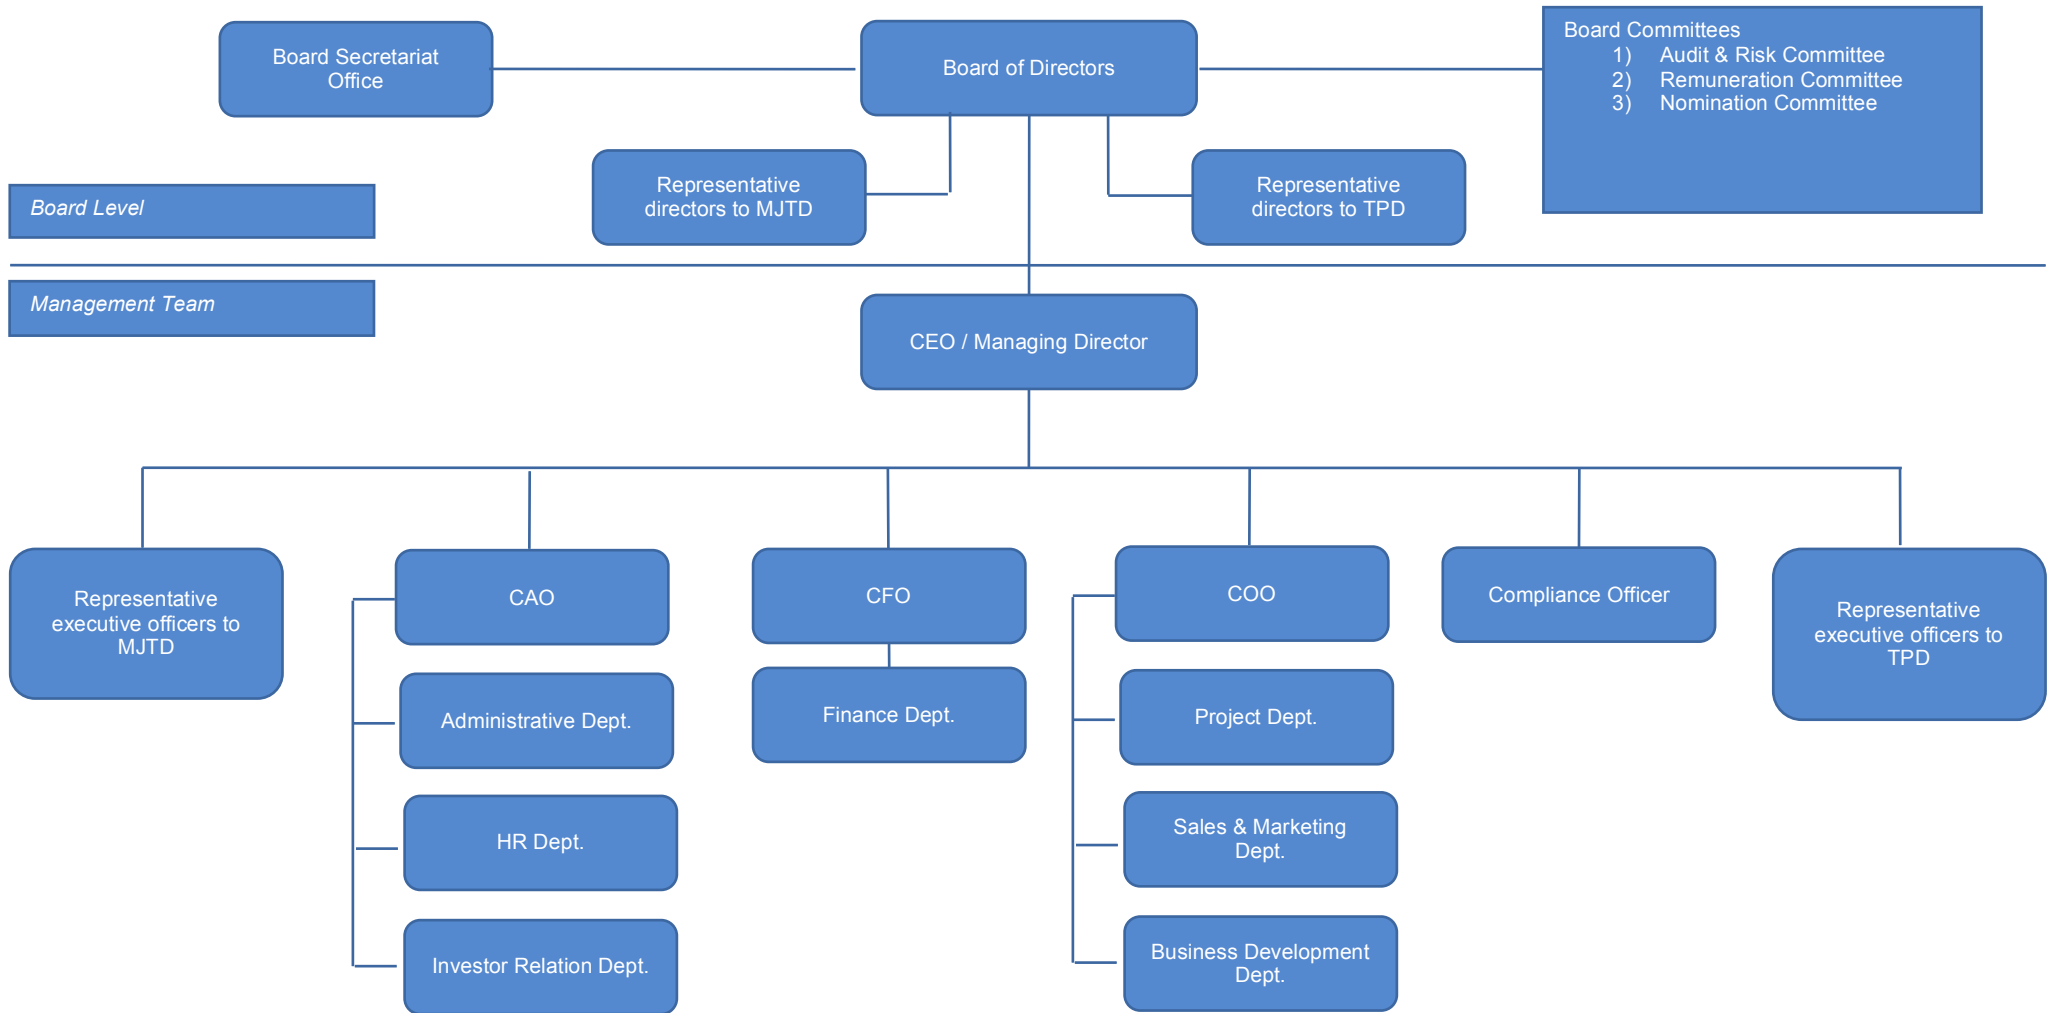 Board Secretariat
Office
Board of Directors
Board Committees
1) Audit & Risk Committee
2) Remuneration Committee
3) Nomination Committee
Representative
directors to MJTD
Representative
directors to TPD
Board Level
Management Team
CEO / Managing Director
Representative
executive officers to
MJTD
CAO
CFO
COO
Compliance Officer
Representative
executive officers to
TPD
Administrative Dept.
Finance Dept.
Project Dept.
HR Dept.
Sales & Marketing
Dept.
Investor Relation Dept.
Business Development
Dept.